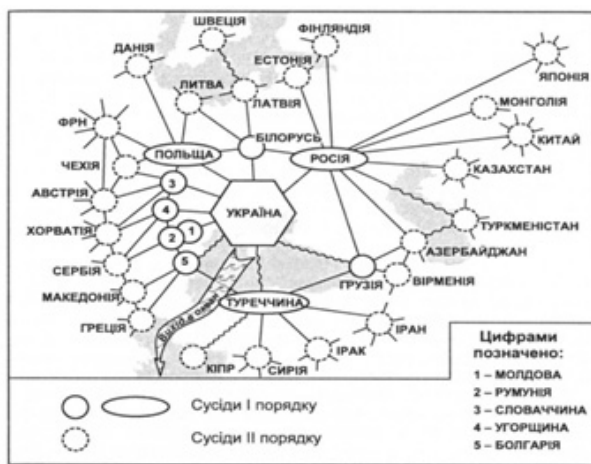 ШВЕЦІЯ
ФІНЛЯНДІЯ
ДАНІЯ
ЕСТОНІЯ
ЯПОНІЯ
ЛИТВА
ЛАТВІЯ
МОНГОЛІЯ
ФРН
БІЛОРУСЬ
КИТАЙ
ПОЛЬЩА
РОСІЯ
ЧЕХІЯ
КАЗАХСТАН
АВСТРІЯ
3
УКРАЇНА
4
ТУРКМЕНІСТАН
ХОРВАТІЯ
1
2
АЗЕРБАЙДЖАН
СЕРБІЯ
5
ГРУЗІЯ
ВІРМЕНІЯ
МАКЕДОНІЯ
ТУРЕЧЧИНА
ГРЕЦІЯ
Вихід в океан
ІРАН
КІПР
СИРІЯ
ІРАК
Цифрами
позначено:
1 – МОЛДОВА
2 – РУМУНІЯ
3 – СЛОВАЧЧИНА
4 – УГОРЩИНА
5 – БОЛГАРІЯ
Сусіди І порядку
Сусіди ІІ порядку